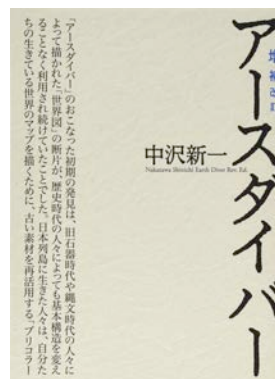 増補改訂
アースダイバー
中沢新一
Nakazawa Shinichi Earth Diver Rev. Ed.
「アースダイバー」のおこなった初期の発見は、旧石器時代や縄文時代の人々に
よって描かれた「世界図」の断片が、歴史時代の人々によっても基本構造を変え
ることなく利用され続けていたことでした。日本列島に生きた人々は、自分た
ちの生きている世界のマップを描くために、古い素材を再活用する「ブリコラー